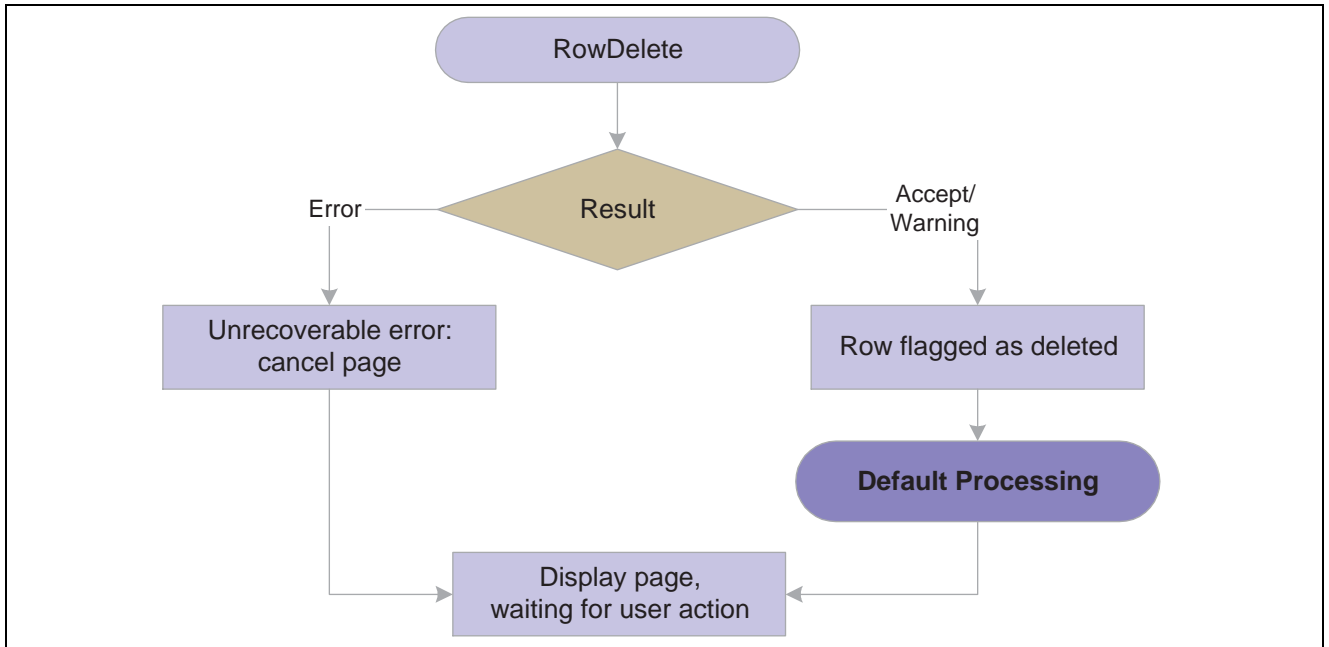 RowDelete
Result
Error
Accept/
Warning
Unrecoverable error:
cancel page
Row flagged as deleted
Default Processing
Display page,
waiting for user action